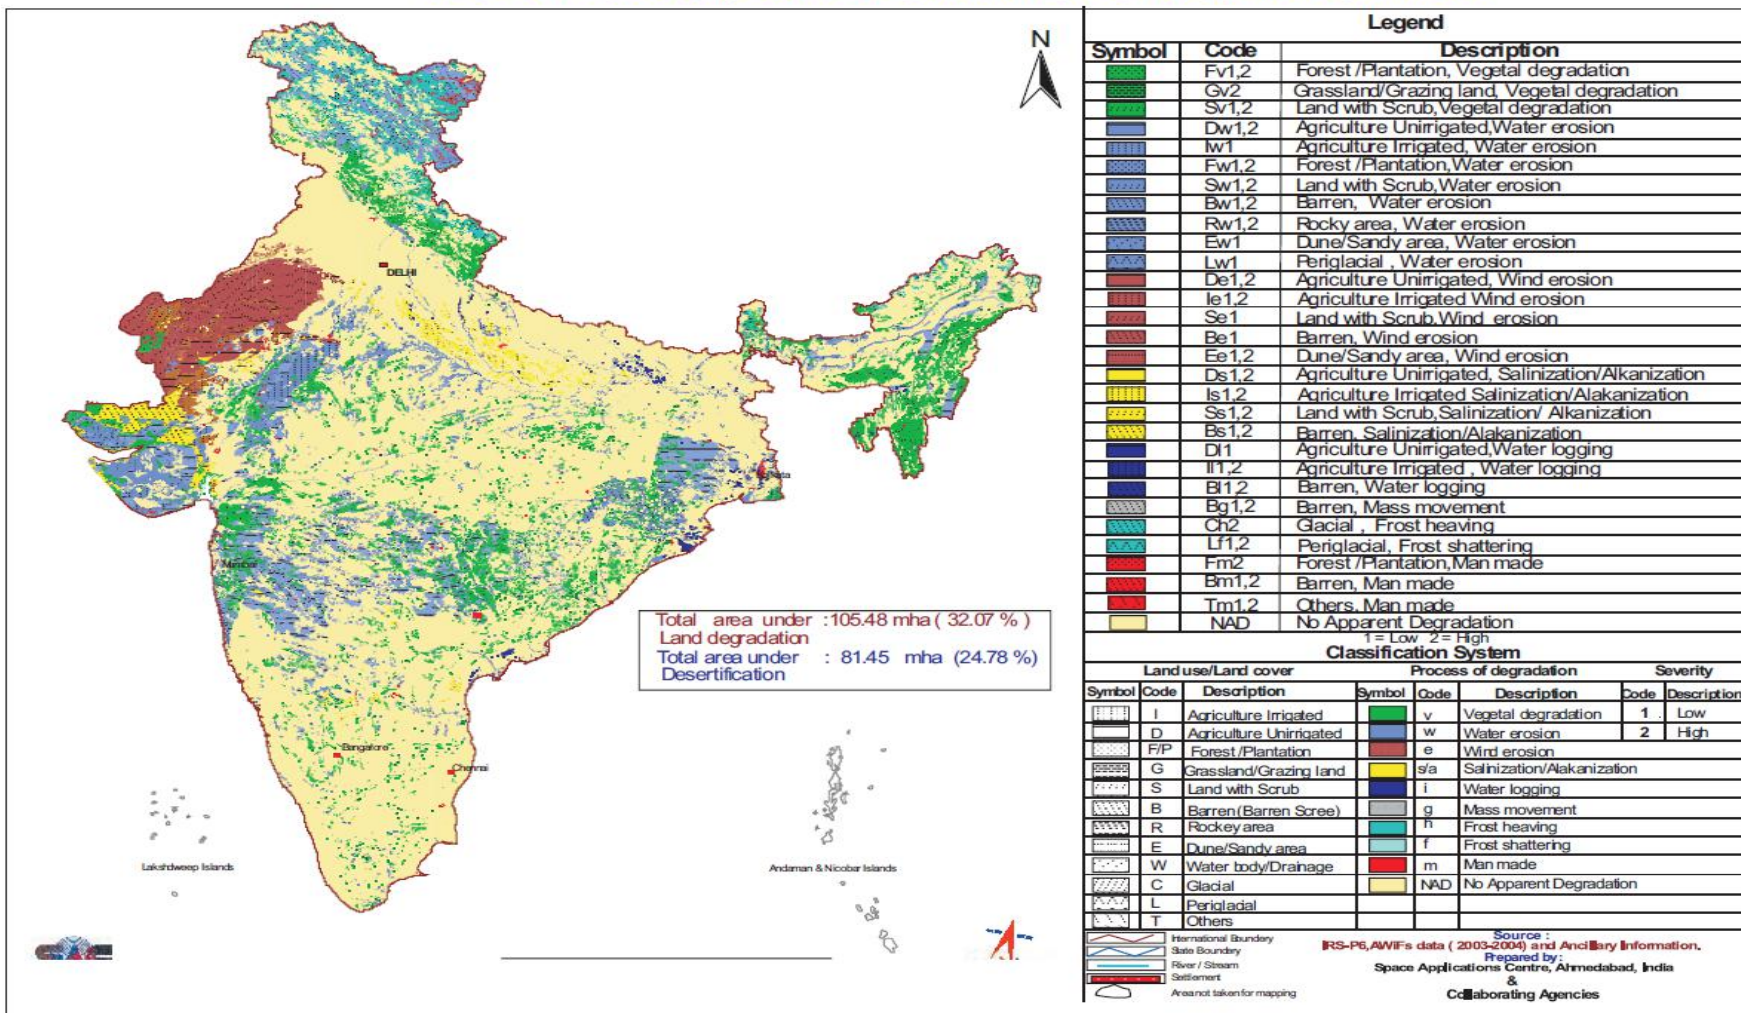 N
DELHI
Mumbai
Bangalore
Chennai
Lakshdweep Islands
Andaman & Nicobar Islands
Total area under :105.48 mha ( 32.07 % )
Land degradation
Total area under : 81.45 mha (24.78 %)
Desertification
Legend
Symbol Code Description
Fv1,2 Forest /Plantation, Vegetal degradation
Gv2 Grassland/Grazing land, Vegetal degradation
Sv1,2 Land with Scrub,Vegetal degradation
Dw1,2 Agriculture Unirrigated,Water erosion
Iw1 Agriculture Irrigated, Water erosion
Fw1,2 Forest /Plantation,Water erosion
Sw1,2 Land with Scrub,Water erosion
Bw1,2 Barren, Water erosion
Rw1,2 Rocky area, Water erosion
Ew1 Dune/Sandy area, Water erosion
Lw1 Periglacial , Water erosion
De1,2 Agriculture Unirrigated, Wind erosion
Ie1,2 Agriculture Irrigated Wind erosion
Se1 Land with Scrub,Wind erosion
Be1 Barren, Wind erosion
Ee1,2 Dune/Sandy area, Wind erosion
Ds1,2 Agriculture Unirrigated, Salinization/Alkanization
Is1,2 Agriculture Irrigated Salinization/Alakanization
Ss1,2 Land with Scrub,Salinization/ Alkanization
Bs1,2 Barren, Salinization/Alakanization
Dl1 Agriculture Unirrigated,Water logging
Il1,2 Agriculture Irrigated , Water logging
Bl1,2 Barren, Water logging
Bg1,2 Barren, Mass movement
Ch2 Glacial , Frost heaving
Lf1,2 Periglacial, Frost shattering
Fm2 Forest /Plantation,Man made
Bm1,2 Barren, Man made
Tm1,2 Others, Man made
NAD No Apparent Degradation
1 = Low 2 = High
Classification System
Land use/Land cover Process of degradation Severity
Symbol Code Description Symbol Code Description Code Description
I Agriculture Irrigated v Vegetal degradation 1 . Low
D Agriculture Unirrigated w Water erosion 2 High
F/P Forest /Plantation e Wind erosion
G Grassland/Grazing land s/a Salinization/Alakanization
S Land with Scrub i Water logging
B Barren (Barren Scree) g Mass movement
R Rockey area h Frost heaving
E Dune/Sandy area f Frost shattering
W Water body/Drainage m Man made
C Glacial NAD No Apparent Degradation
L Periglacial
T Others
International Boundary
State Boundary
River / Stream
Settlement
Area not taken for mapping
Source :
IRS-P6,AWiFs data ( 2003-2004) and Ancillary Information.
Prepared by:
Space Applications Centre, Ahmedabad, India
&
Collaborating Agencies